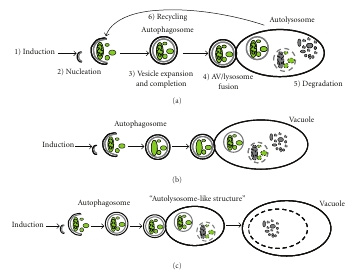 6) Recycling
Autolysosome
Autophagosome
1) Induction
2) Nucleation
3) Vesicle expansion
and completion
4) AV/lysosome
fusion
5) Degradation
(a)
Autophagosome
Vacuole
Induction
(b)
"Autolysosome-like structure"
Autophagosome
Vacuole
Induction
(c)